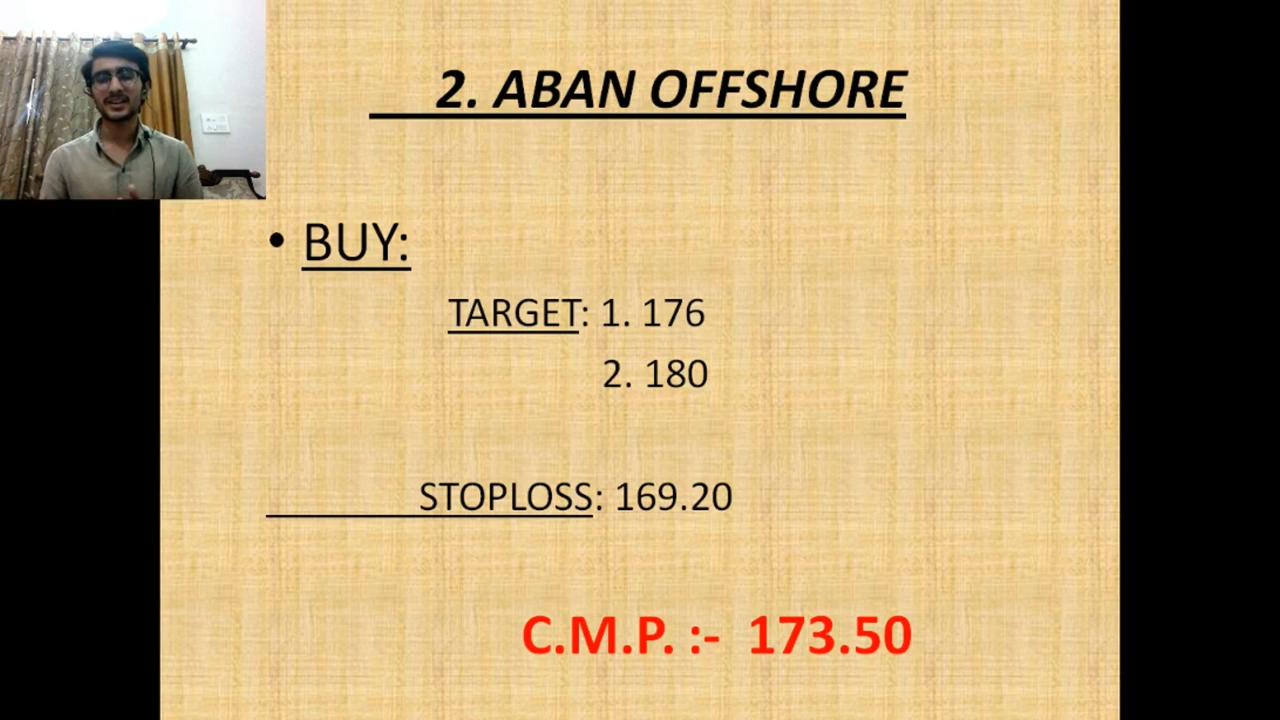 2. ABAN OFFSHORE
• BUY:
TARGET: 1. 176
2. 180
STOPLOSS: 169.20
C.M.P. :- 173.50